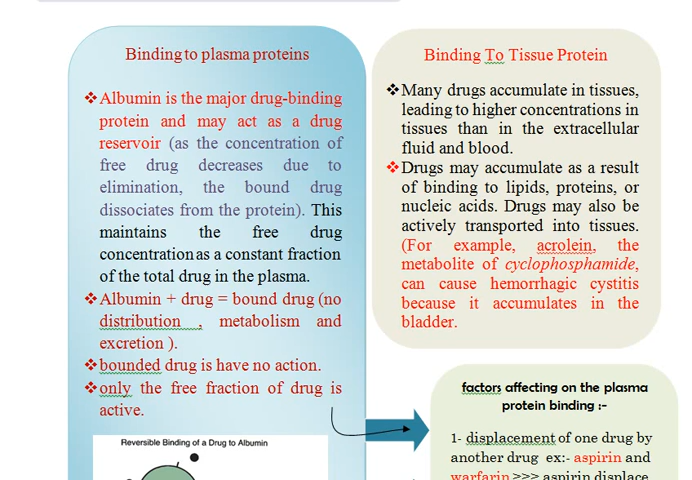 Binding to plasma proteins
❖Albumin is the major drug-binding
protein and may act as a drug
reservoir (as the concentration of
free drug decreases due to
elimination, the bound drug
dissociates from the protein). This
maintains the free drug
concentration as a constant fraction
of the total drug in the plasma.
❖Albumin + drug = bound drug (no
distribution , metabolism and
excretion ).
❖bounded drug is have no action.
❖only the free fraction of drug is
active.
Reversible Binding of a Drug to Albumin
Binding To Tissue Protein
❖Many drugs accumulate in tissues,
leading to higher concentrations in
tissues than in the extracellular
fluid and blood.
❖Drugs may accumulate as a result
of binding to lipids, proteins, or
nucleic acids. Drugs may also be
actively transported into tissues.
(For example, acrolein, the
metabolite of cyclophosphamide,
can cause hemorrhagic cystitis
because it accumulates in the
bladder.
factors affecting on the plasma
protein binding :-
1- displacement of one drug by
another drug ex:- aspirin and
warfarin >>> aspirin displace